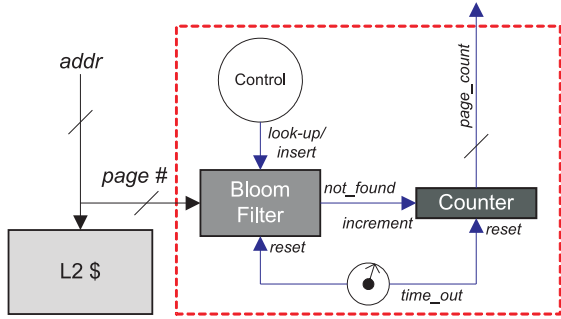 addr
Control
page_count
look-up/
insert
page #
Bloom
Filter
not_found
increment
Counter
reset
reset
L2 $
time_out